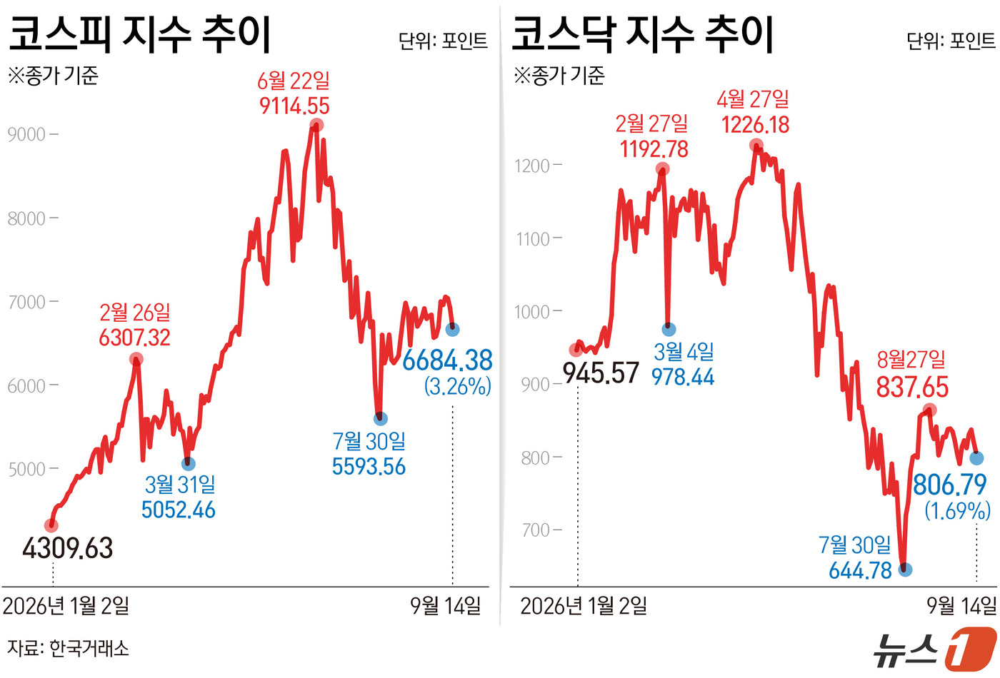 코스피 지수 추이
단위: 포인트
※종가 기준
6월 22일
9114.55
9000
8000
7000
6000
5000
2월 26일
6307.32
6684.38
(3.26%)
7월 30일
5593.56
3월 31일
5052.46
4309.63
2026년 1월 2일
9월 14일
코스닥 지수 추이
단위: 포인트
※종가 기준
4월 27일
1226.18
2월 27일
1192.78
1200
1100
1000
900
800
700
3월 4일
978.44
945.57
8월27일
837.65
806.79
(1.69%)
7월 30일
644.78
2026년 1월 2일
9월 14일
자료: 한국거래소
뉴스1